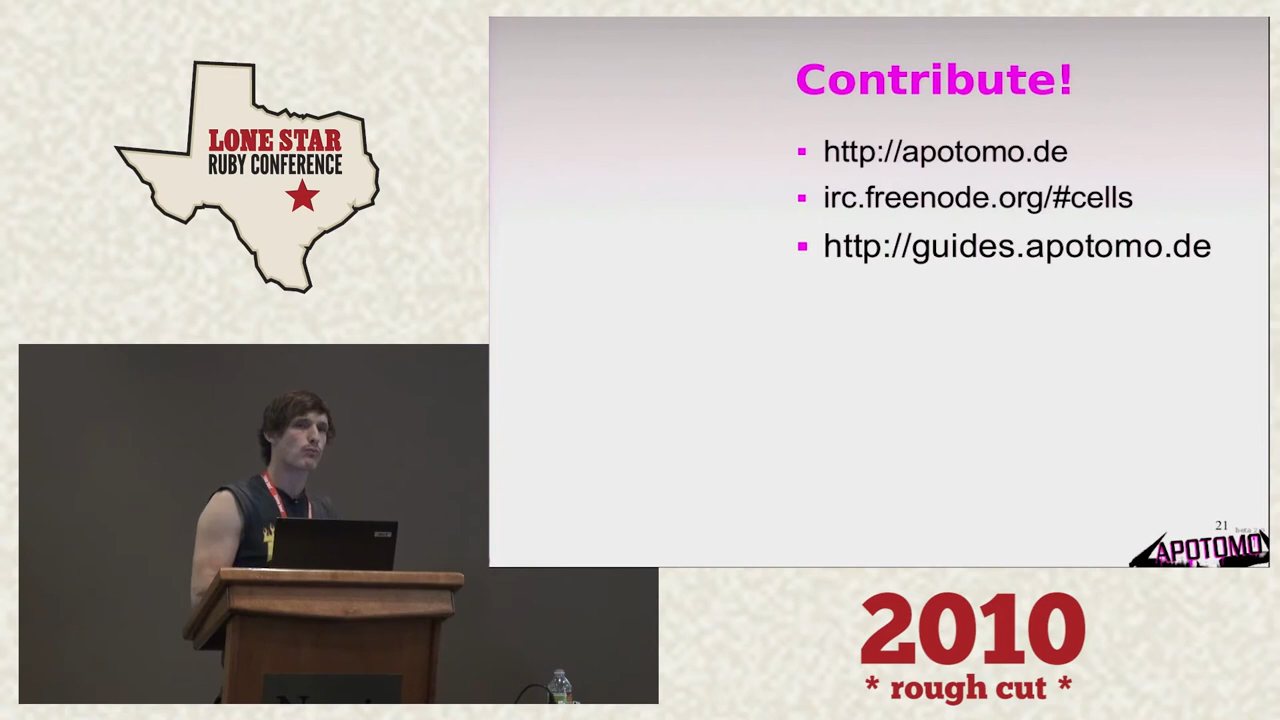 LONE STAR
RUBY CONFERENCE
Contribute!
http://apotomo.de
irc.freenode.org/#cells
http://guides.apotomo.de
21
APOTOMO
2010
* rough cut *